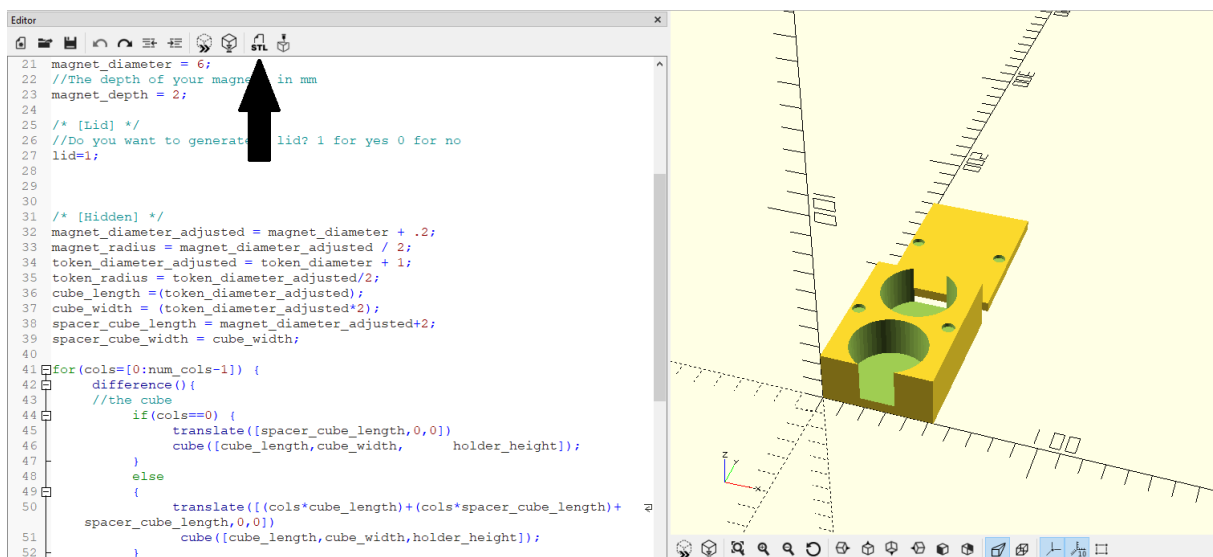 Editor
STL
21 magnet_diameter = 6;
22 //The depth of your magne in mm
23 magnet_depth = 2;
24
25 /* [Lid] */
26 //Do you want to generate lid? 1 for yes 0 for no
27 lid=1;
28
29
30
31 /* [Hidden] */
32 magnet_diameter_adjusted = magnet_diameter + .2;
33 magnet_radius = magnet_diameter_adjusted / 2;
34 token_diameter_adjusted = token_diameter + 1;
35 token_radius = token_diameter_adjusted/2;
36 cube_length =(token_diameter_adjusted);
37 cube_width = (token_diameter_adjusted*2);
38 spacer_cube_length = magnet_diameter_adjusted+2;
39 spacer_cube_width = cube_width;
40
41 for(cols=[0:num_cols-1]) {
42 difference(){
43 //the cube
44 if(cols==0) {
45 translate([spacer_cube_length,0,0])
46 cube([cube_length,cube_width, holder_height]);
47 }
48 else
49 {
50 translate([(cols*cube_length)+(cols*spacer_cube_length)+
spacer_cube_length,0,0])
51 cube([cube_length,cube_width,holder_height]);
52 }
100
100
z
y
x